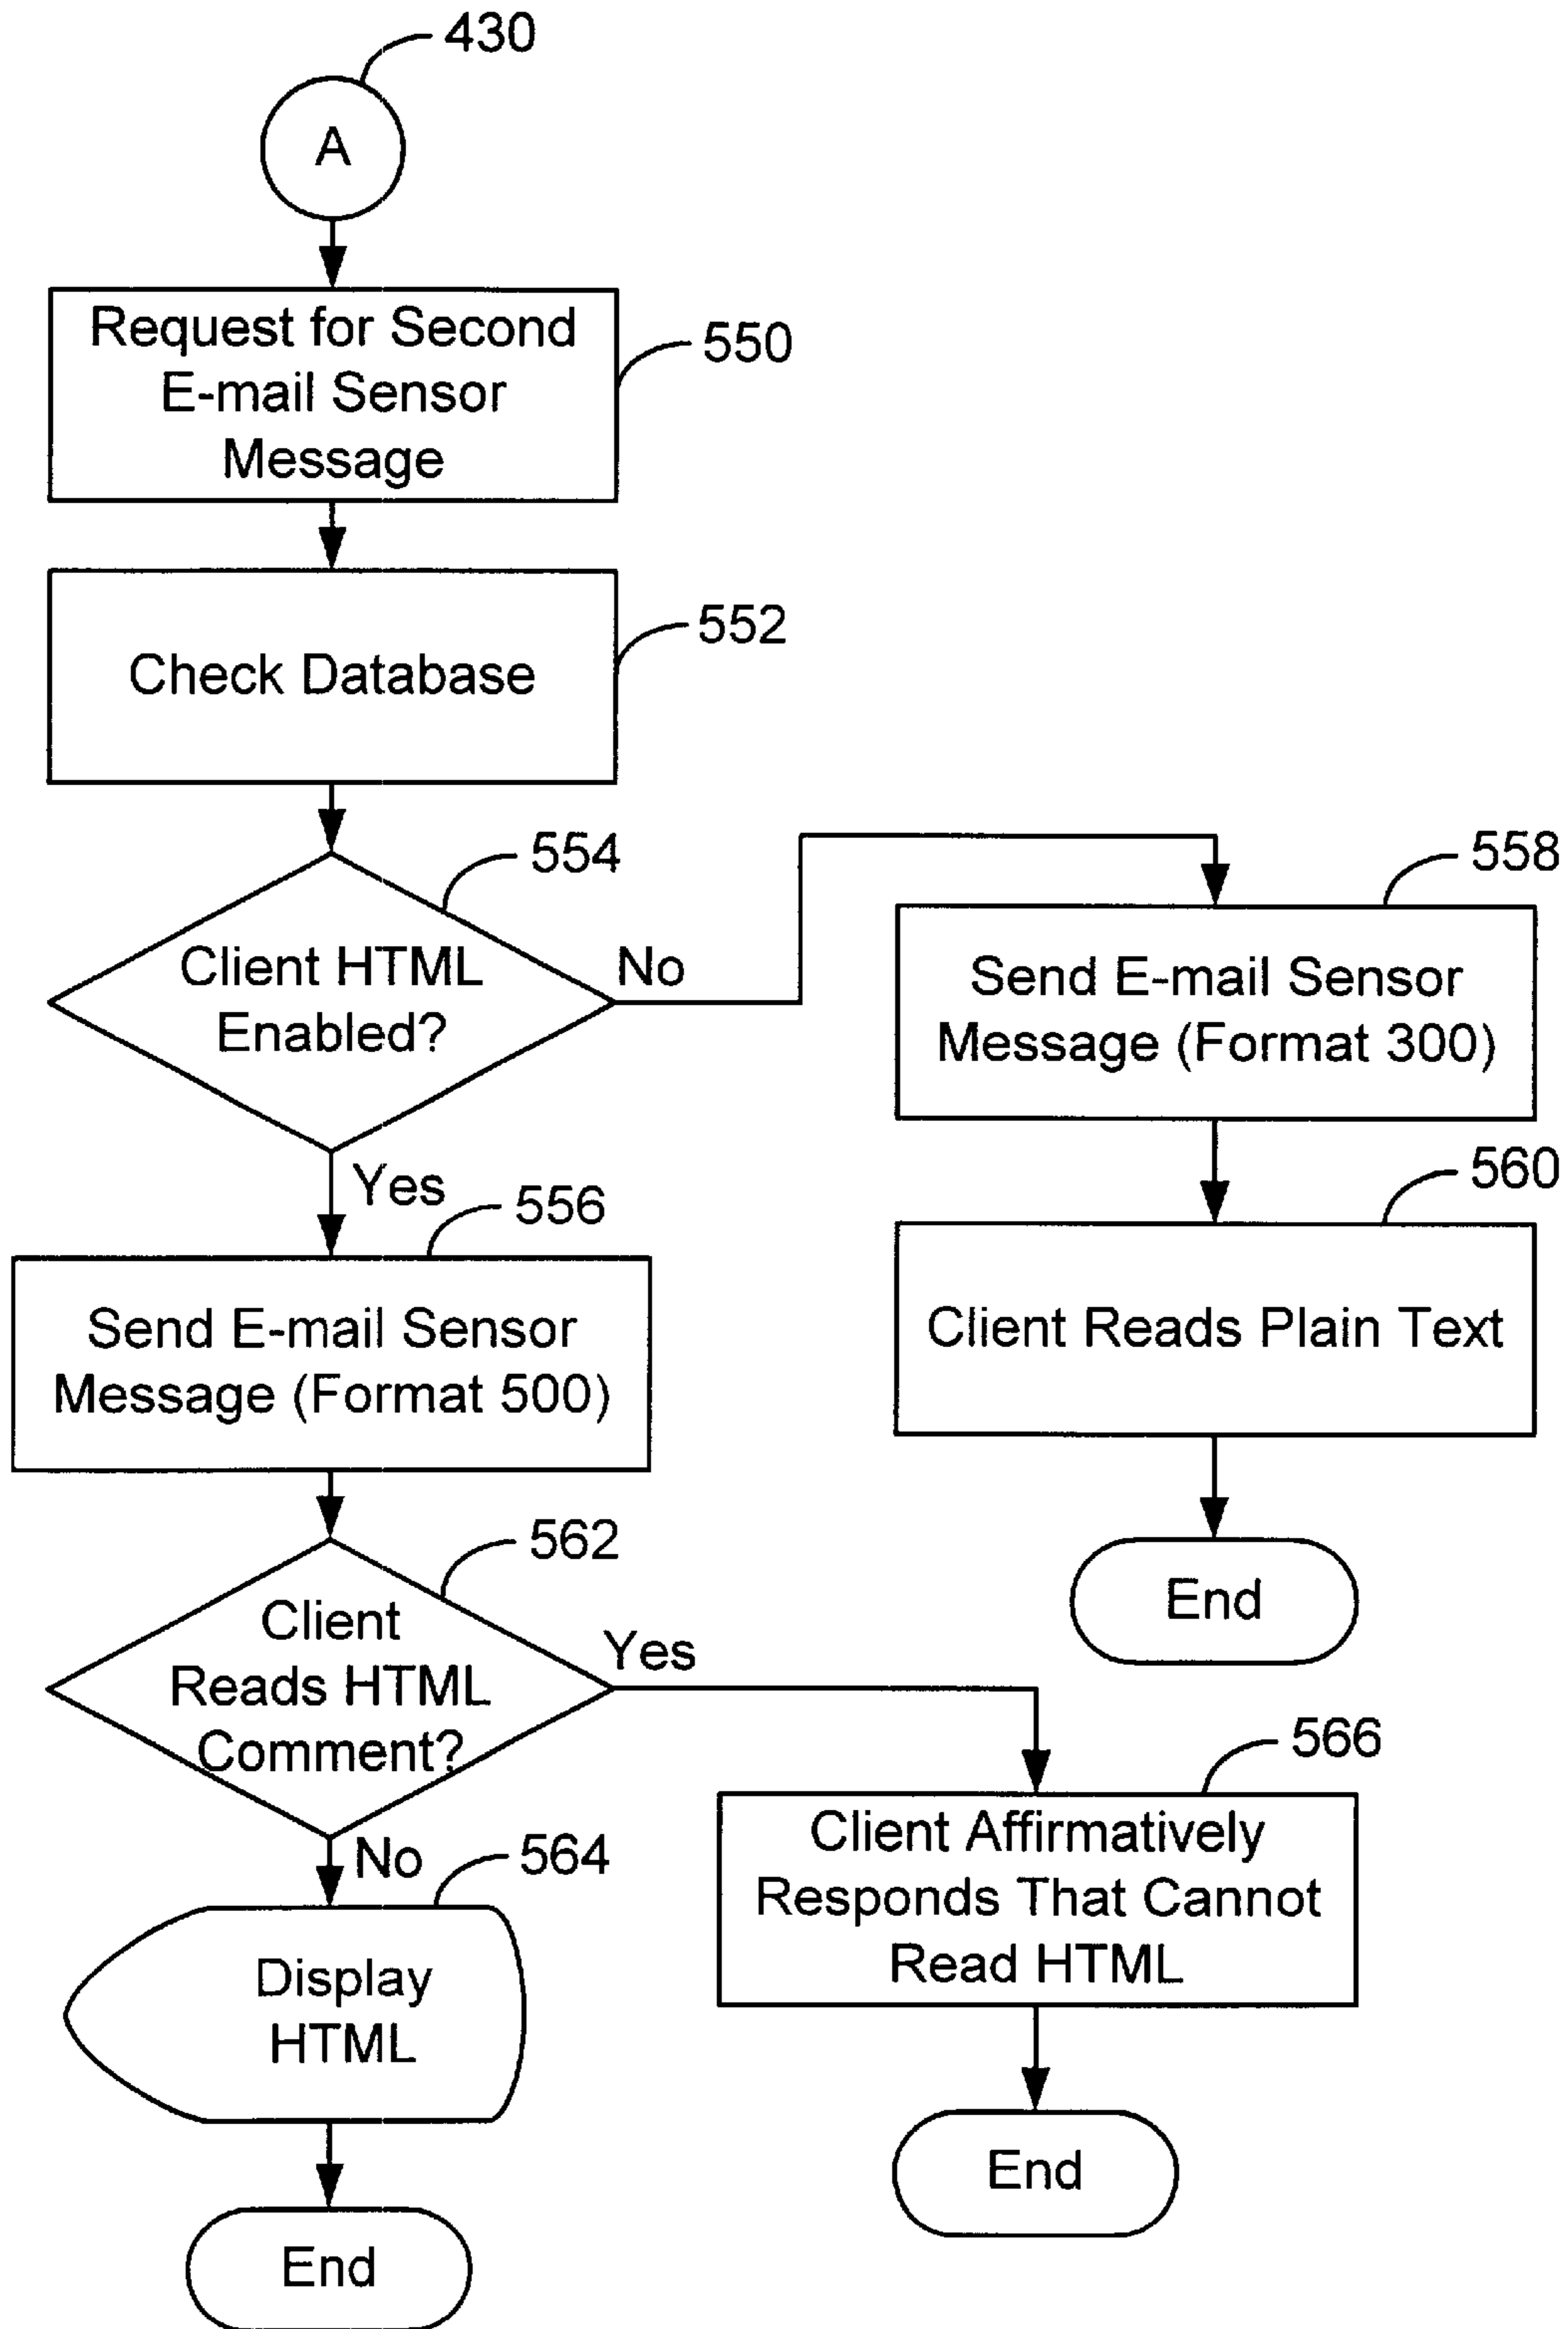 430
A
Request for Second
E-mail Sensor
Message
550
Check Database
552
554
Client HTML
Enabled?
No
558
Send E-mail Sensor
Message (Format 300)
Yes
560
Client Reads Plain Text
End
556
Send E-mail Sensor
Message (Format 500)
562
Client
Reads HTML
Comment?
Yes
566
Client Affirmatively
Responds That Cannot
Read HTML
End
No
564
Display
HTML
End